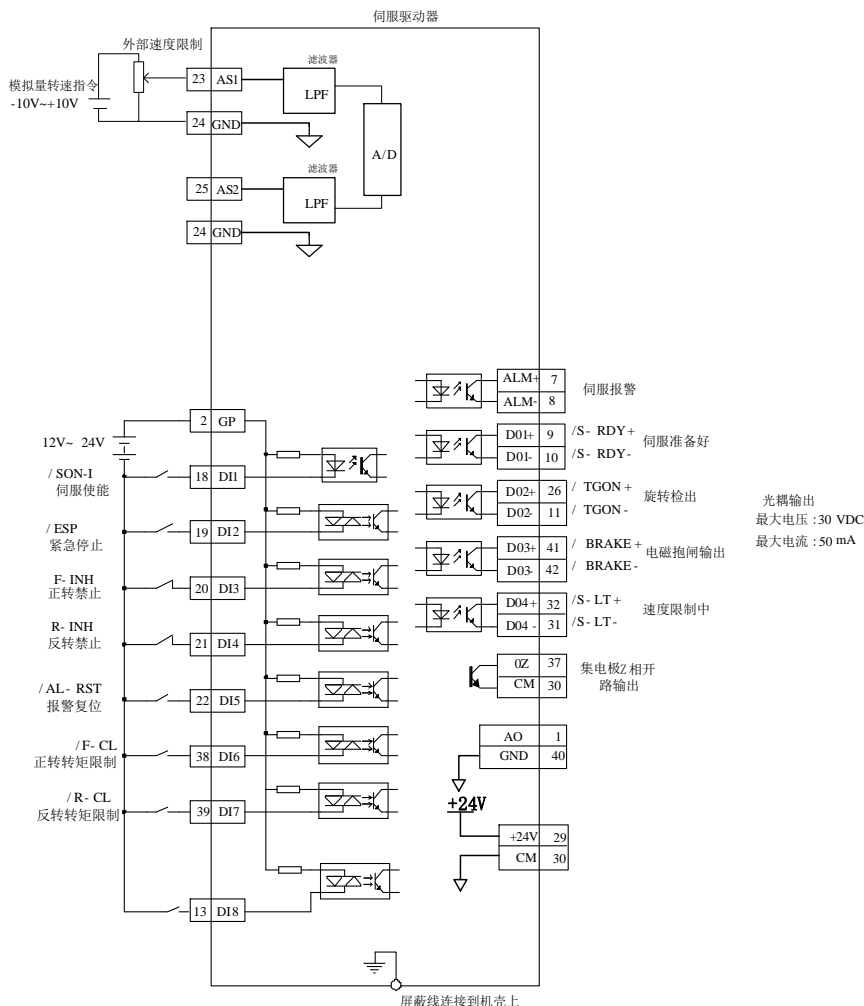 伺服驱动器
外部速度限制
模拟量转速指令
-10V~+10V
23 AS1
滤波器
LPF
24 GND
A/D
滤波器
25 AS2
LPF
24 GND
2 GP
12V~ 24V
/ SON-I
伺服使能
18 DI1
/ ESP
紧急停止
19 DI2
F- INH
正转禁止
20 DI3
R- INH
反转禁止
21 DI4
/AL- RST
报警复位
22 DI5
/F- CL
正转转矩限制
38 DI6
/R- CL
反转转矩限制
39 DI7
13 DI8
ALM+ 7
ALM- 8
伺服报警
D01+ 9 /S- RDY+
D01- 10 /S- RDY-
伺服准备好
D02+ 26 / TGON +
D02- 11 / TGON -
旋转检出
D03+ 41 / BRAKE +
D03- 42 / BRAKE -
电磁抱闸输出
D04 + 32 /S- LT+
D04 - 31 /S- LT-
速度限制中
光耦输出
最大电压 : 30 VDC
最大电流 : 50 mA
0Z 37
CM 30
集电极Z相开
路输出
AO 1
GND 40
+24V
+24V 29
CM 30
屏蔽线连接到机壳上